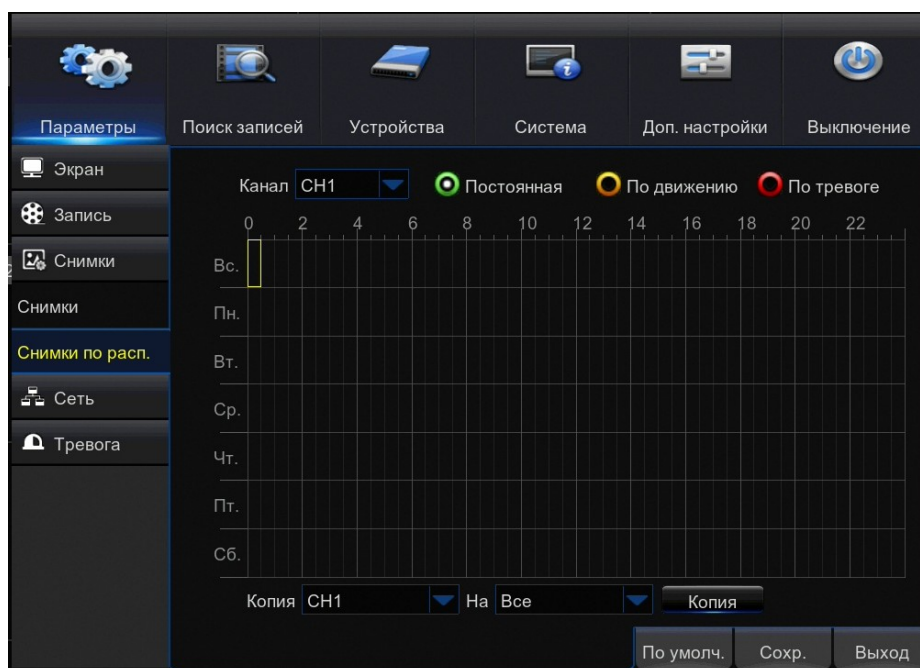 Параметры Поиск записей Устройства Система Доп. настройки Выключение
Экран
Запись
Снимки
Снимки
Снимки по расп.
Сеть
Тревога
Канал CH1 Постоянная По движению По тревоге
0 2 4 6 8 10 12 14 16 18 20 22
Вс.
Пн.
Вт.
Ср.
Чт.
Пт.
Сб.
Копия CH1 На Все Копия
По умолч. Сохр. Выход